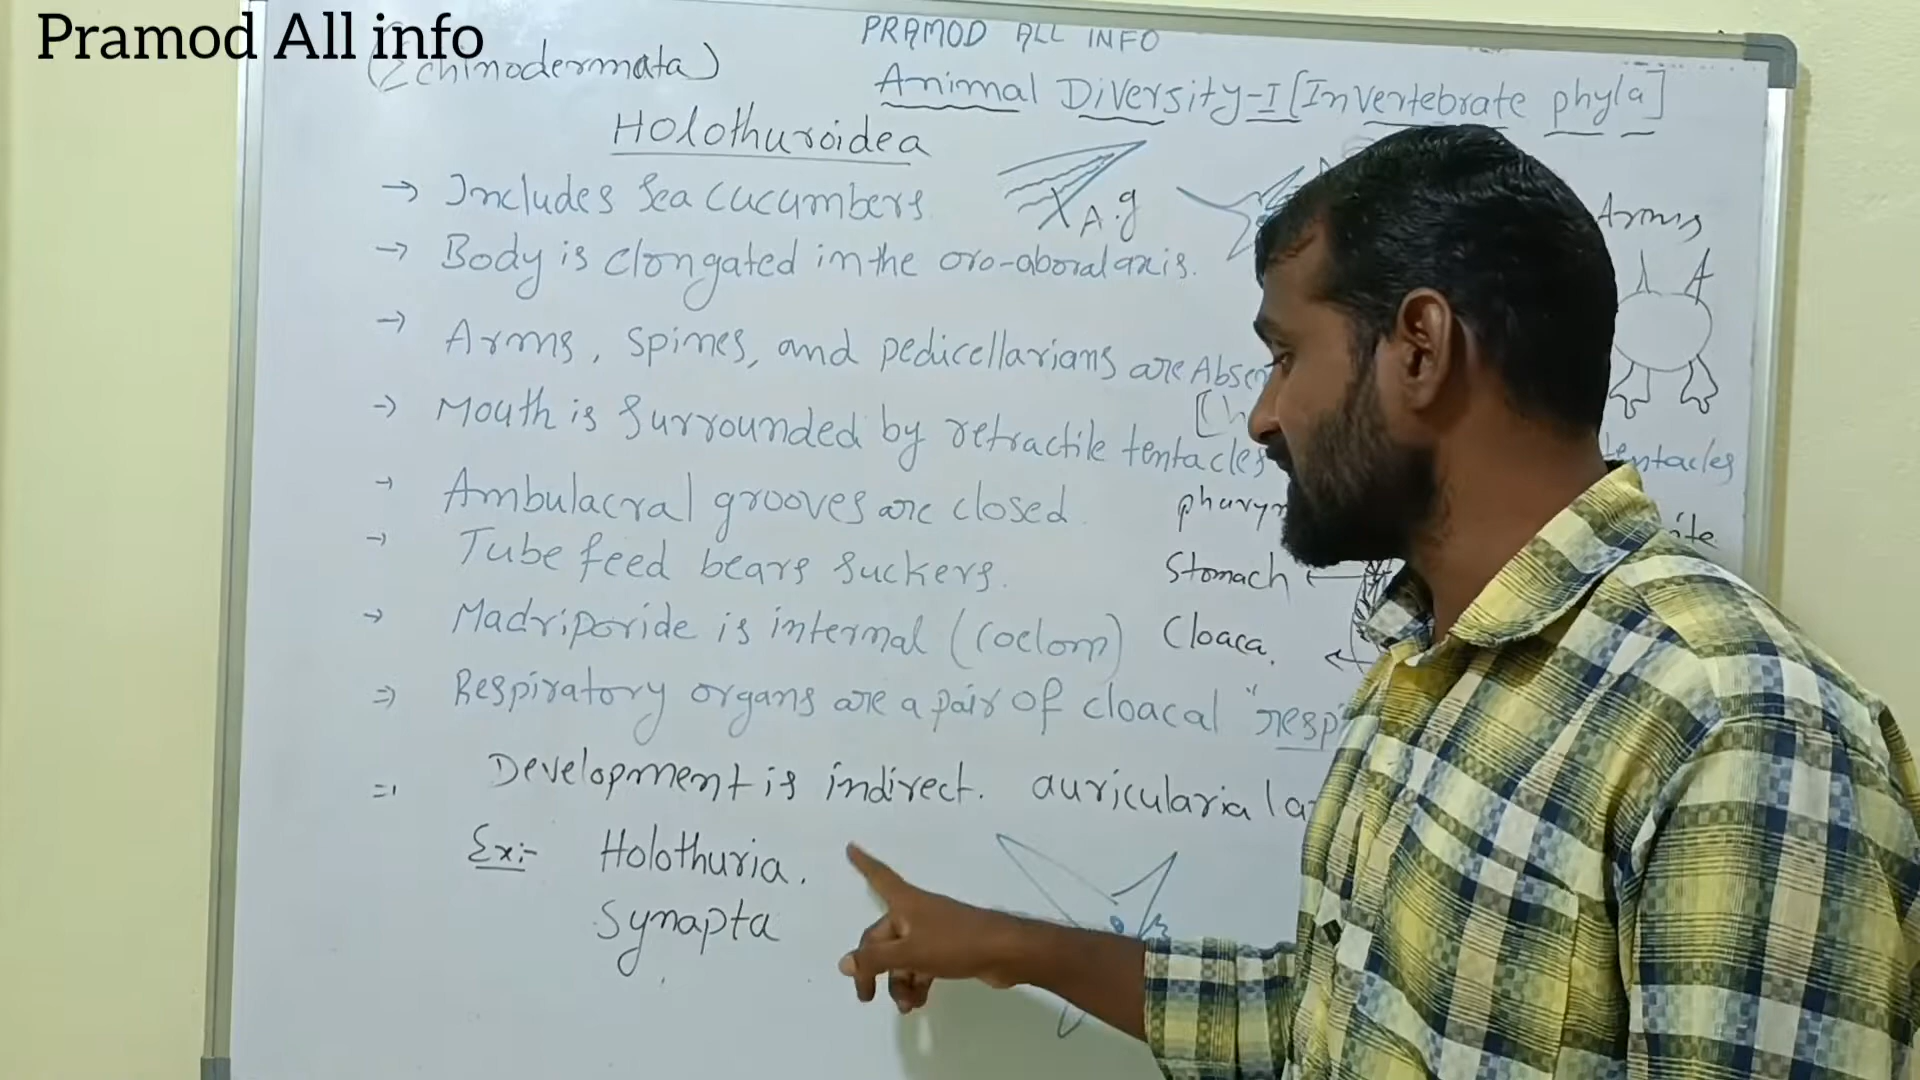 Pramod All info
PRAMOD ALL INFO
(Echinodermata)
Animal Diversity-I [Invertebrate phyla]
Holothuroidea
→ Includes Sea cucumbers
XA.g
Arms
→ Body is elongated in the oro-aboral axis.
→ Arms, spines, and pedicellarians are Absen
→ Mouth is surrounded by retractile tentacles
tentacles
→ Ambulacral grooves are closed.
pharyn
→ Tube feed bears suckers.
Stomach
→ Madriporide is internal (coelom)
Cloaca.
⇒ Respiratory organs are a pair of cloacal "resp
Development is indirect. auricularia la
Ex:- Holothuria.
Synapta